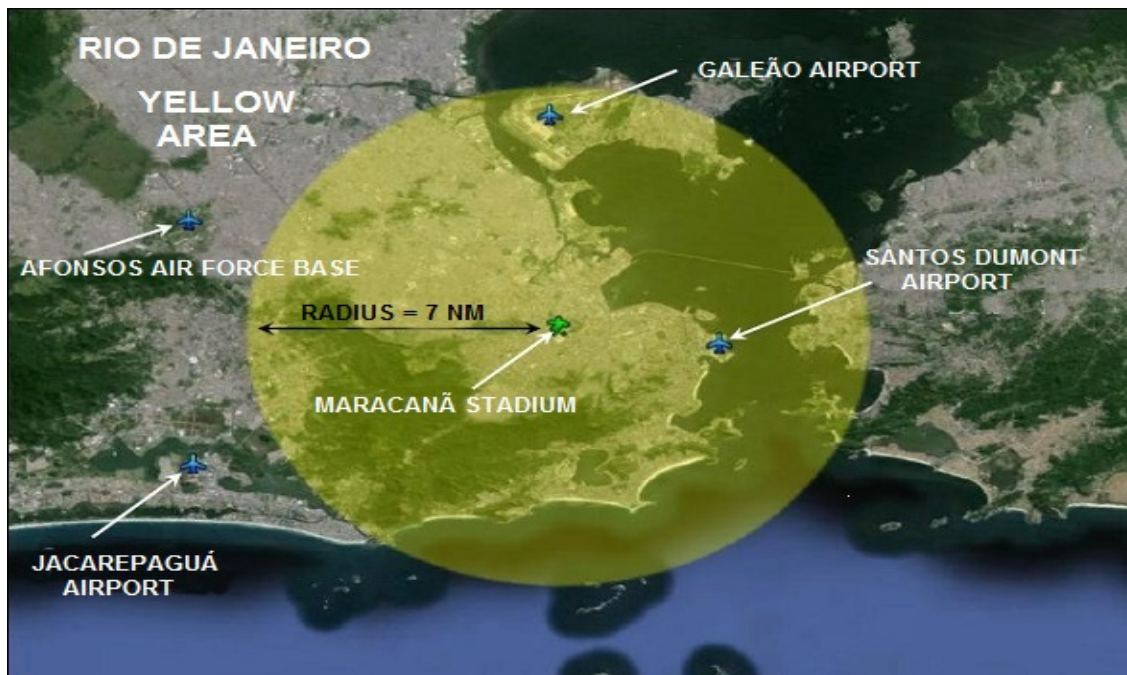 RIO DE JANEIRO
YELLOW
AREA
GALEÃO AIRPORT
AFONSOS AIR FORCE BASE
SANTOS DUMONT
AIRPORT
RADIUS = 7 NM
MARACANÃ STADIUM
JACAREPAGUÁ
AIRPORT